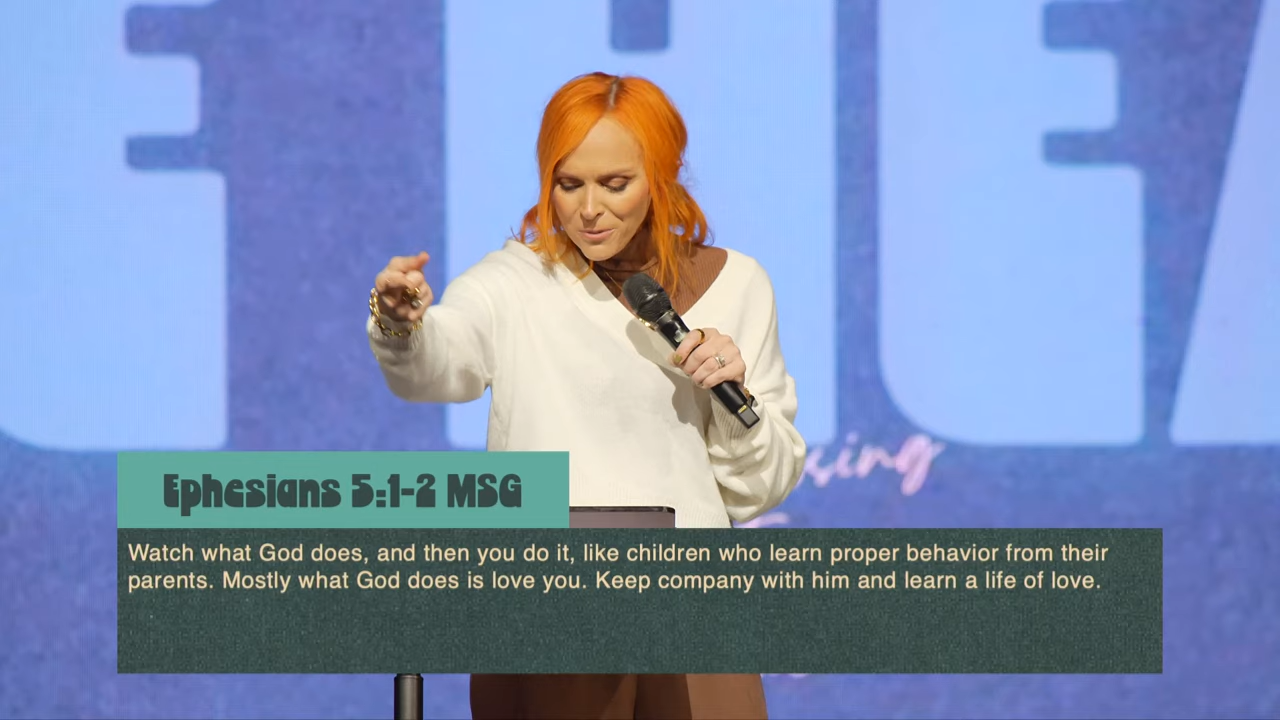 HEA
sing
Ephesians 5:1-2 MSG
Watch what God does, and then you do it, like children who learn proper behavior from their
parents. Mostly what God does is love you. Keep company with him and learn a life of love.